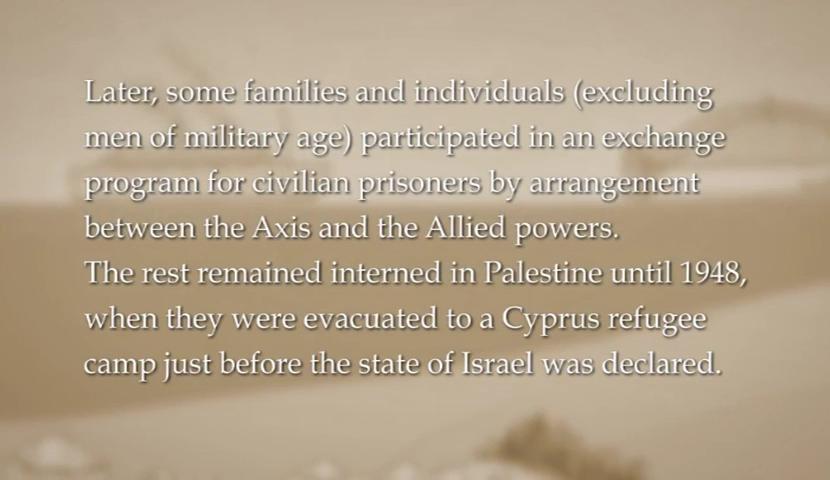 Later, some families and individuals (excluding
men of military age) participated in an exchange
program for civilian prisoners by arrangement
between the Axis and the Allied powers.
The rest remained interned in Palestine until 1948,
when they were evacuated to a Cyprus refugee
camp just before the state of Israel was declared.